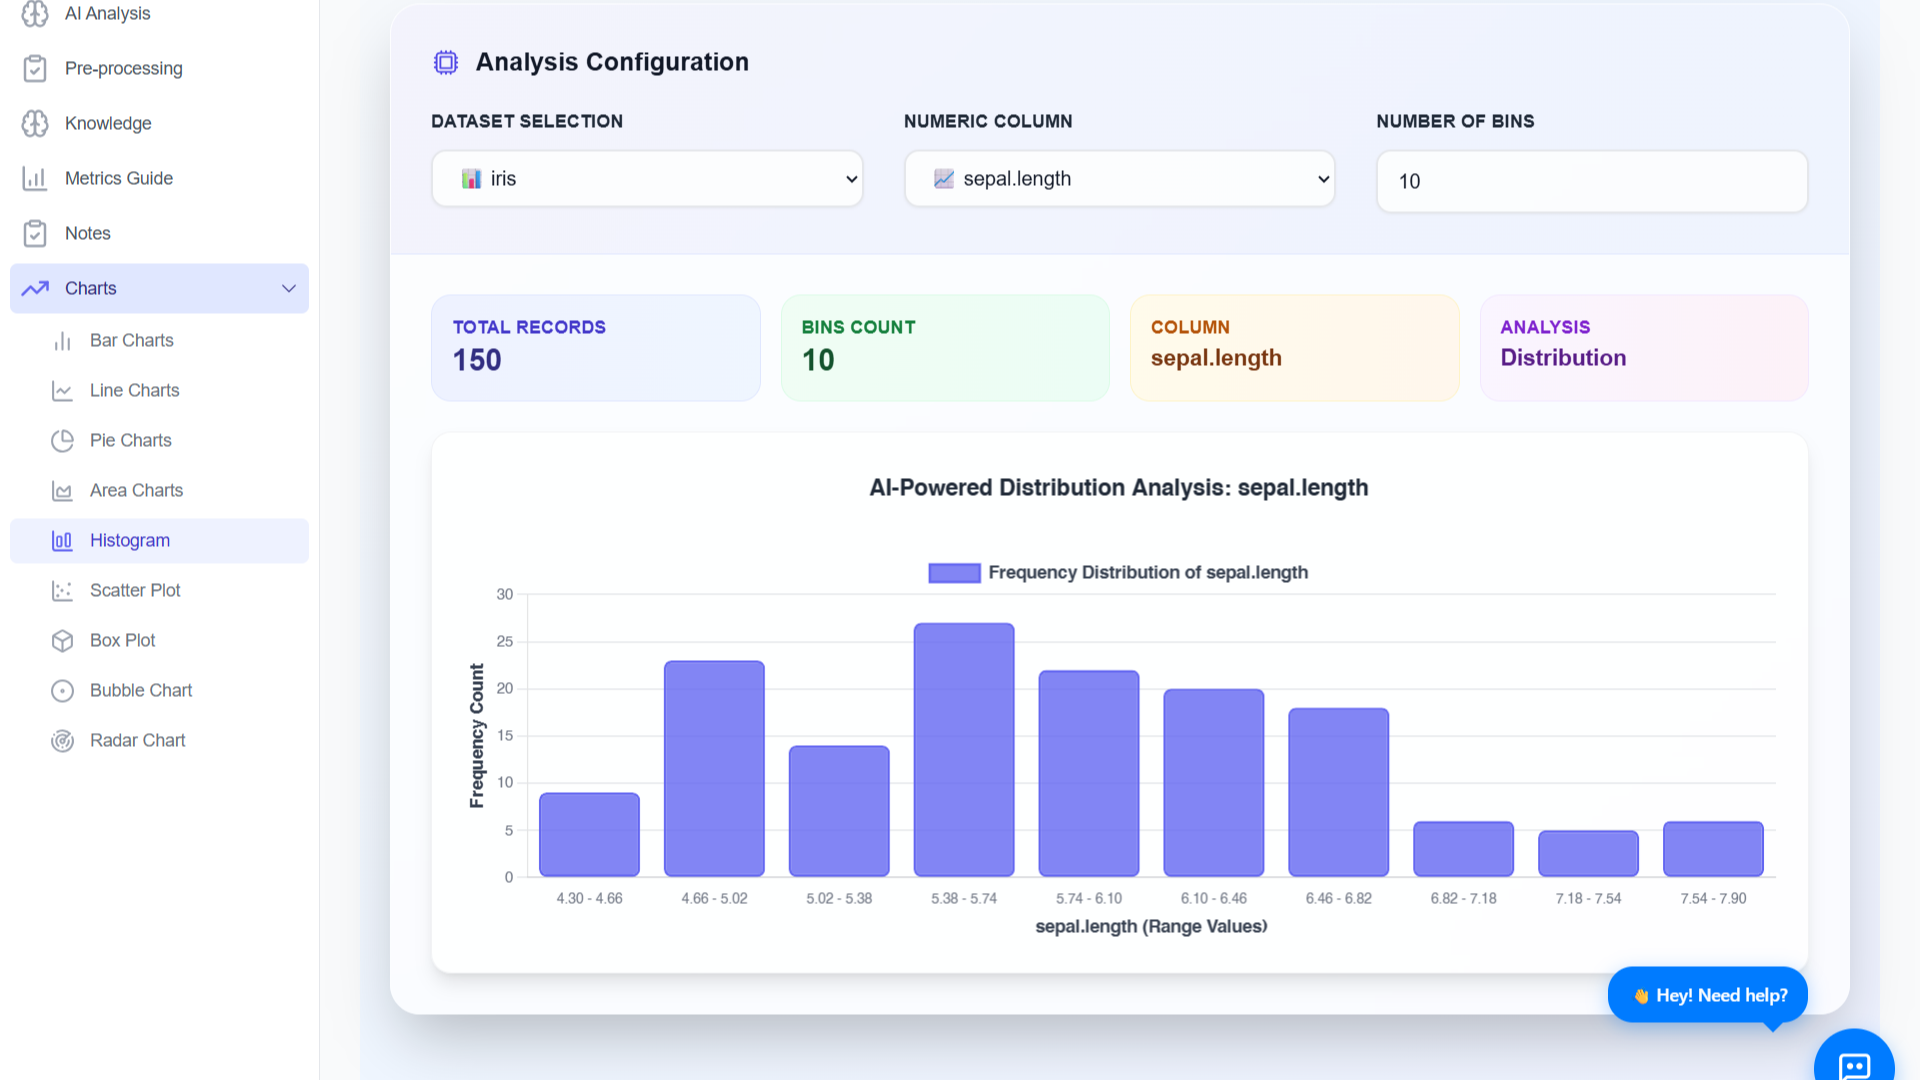 AI Analysis
Pre-processing
Knowledge
Metrics Guide
Notes
Charts
Bar Charts
Line Charts
Pie Charts
Area Charts
Histogram
Scatter Plot
Box Plot
Bubble Chart
Radar Chart
Analysis Configuration
DATASET SELECTION
📊 iris
NUMERIC COLUMN
📈 sepal.length
NUMBER OF BINS
10
TOTAL RECORDS
150
BINS COUNT
10
COLUMN
sepal.length
ANALYSIS
Distribution
AI-Powered Distribution Analysis: sepal.length
Frequency Distribution of sepal.length
Frequency Count
30
25
20
15
10
5
0
4.30 - 4.66
4.66 - 5.02
5.02 - 5.38
5.38 - 5.74
5.74 - 6.10
6.10 - 6.46
6.46 - 6.82
6.82 - 7.18
7.18 - 7.54
7.54 - 7.90
sepal.length (Range Values)
👋 Hey! Need help?